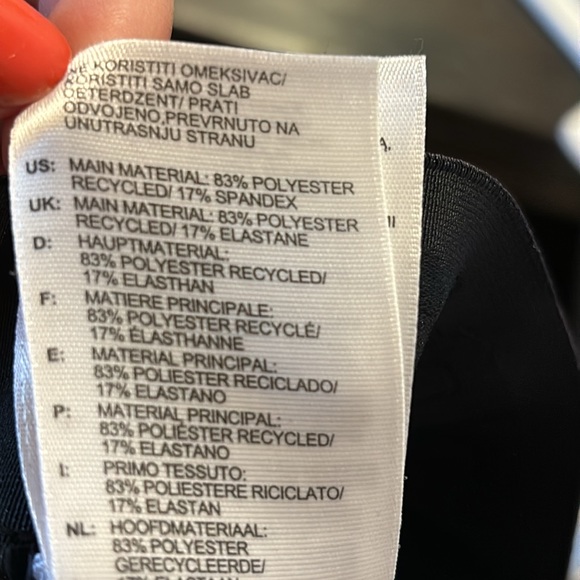 NE KORISTITI OMEKSIVAC/
KORISTITI SAMO SLAB
DETERDZENT/ PRATI
ODVOJENO,PREVRNUTO NA
UNUTRASNJU STRANU
US: MAIN MATERIAL: 83% POLYESTER
RECYCLED/ 17% SPANDEX
UK: MAIN MATERIAL: 83% POLYESTER
RECYCLED/ 17% ELASTANE
D: HAUPTMATERIAL:
83% POLYESTER RECYCLED/
17% ELASTHAN
F: MATIERE PRINCIPALE:
83% POLYESTER RECYCLÉ/
17% ÉLASTHANNE
E: MATERIAL PRINCIPAL:
83% POLIESTER RECICLADO/
17% ELASTANO
P: MATERIAL PRINCIPAL:
83% POLIÉSTER RECYCLED/
17% ELASTANO
I: PRIMO TESSUTO:
83% POLIESTERE RICICLATO/
17% ELASTAN
NL: HOOFDMATERIAAL:
83% POLYESTER
GERECYCLEERDE/
17% ELASTAAN